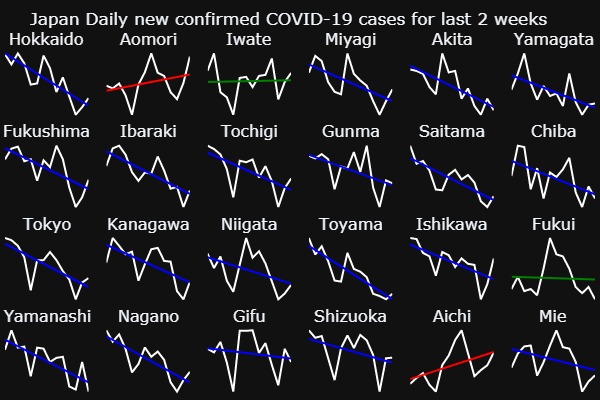 Japan Daily new confirmed COVID-19 cases for last 2 weeks
Hokkaido Aomori Iwate Miyagi Akita Yamagata
Fukushima Ibaraki Tochigi Gunma Saitama Chiba
Tokyo Kanagawa Niigata Toyama Ishikawa Fukui
Yamanashi Nagano Gifu Shizuoka Aichi Mie